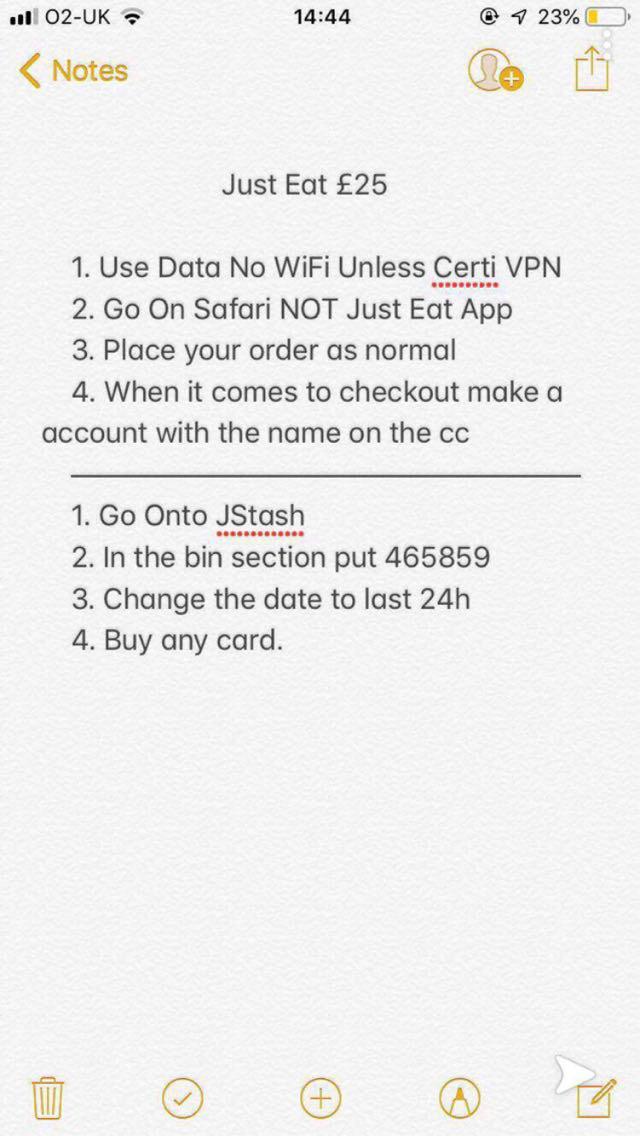 O2-UK 14:44 23%
Notes
Just Eat £25
1. Use Data No WiFi Unless Certi VPN
2. Go On Safari NOT Just Eat App
3. Place your order as normal
4. When it comes to checkout make a
account with the name on the cc
1. Go Onto JStash
2. In the bin section put 465859
3. Change the date to last 24h
4. Buy any card.